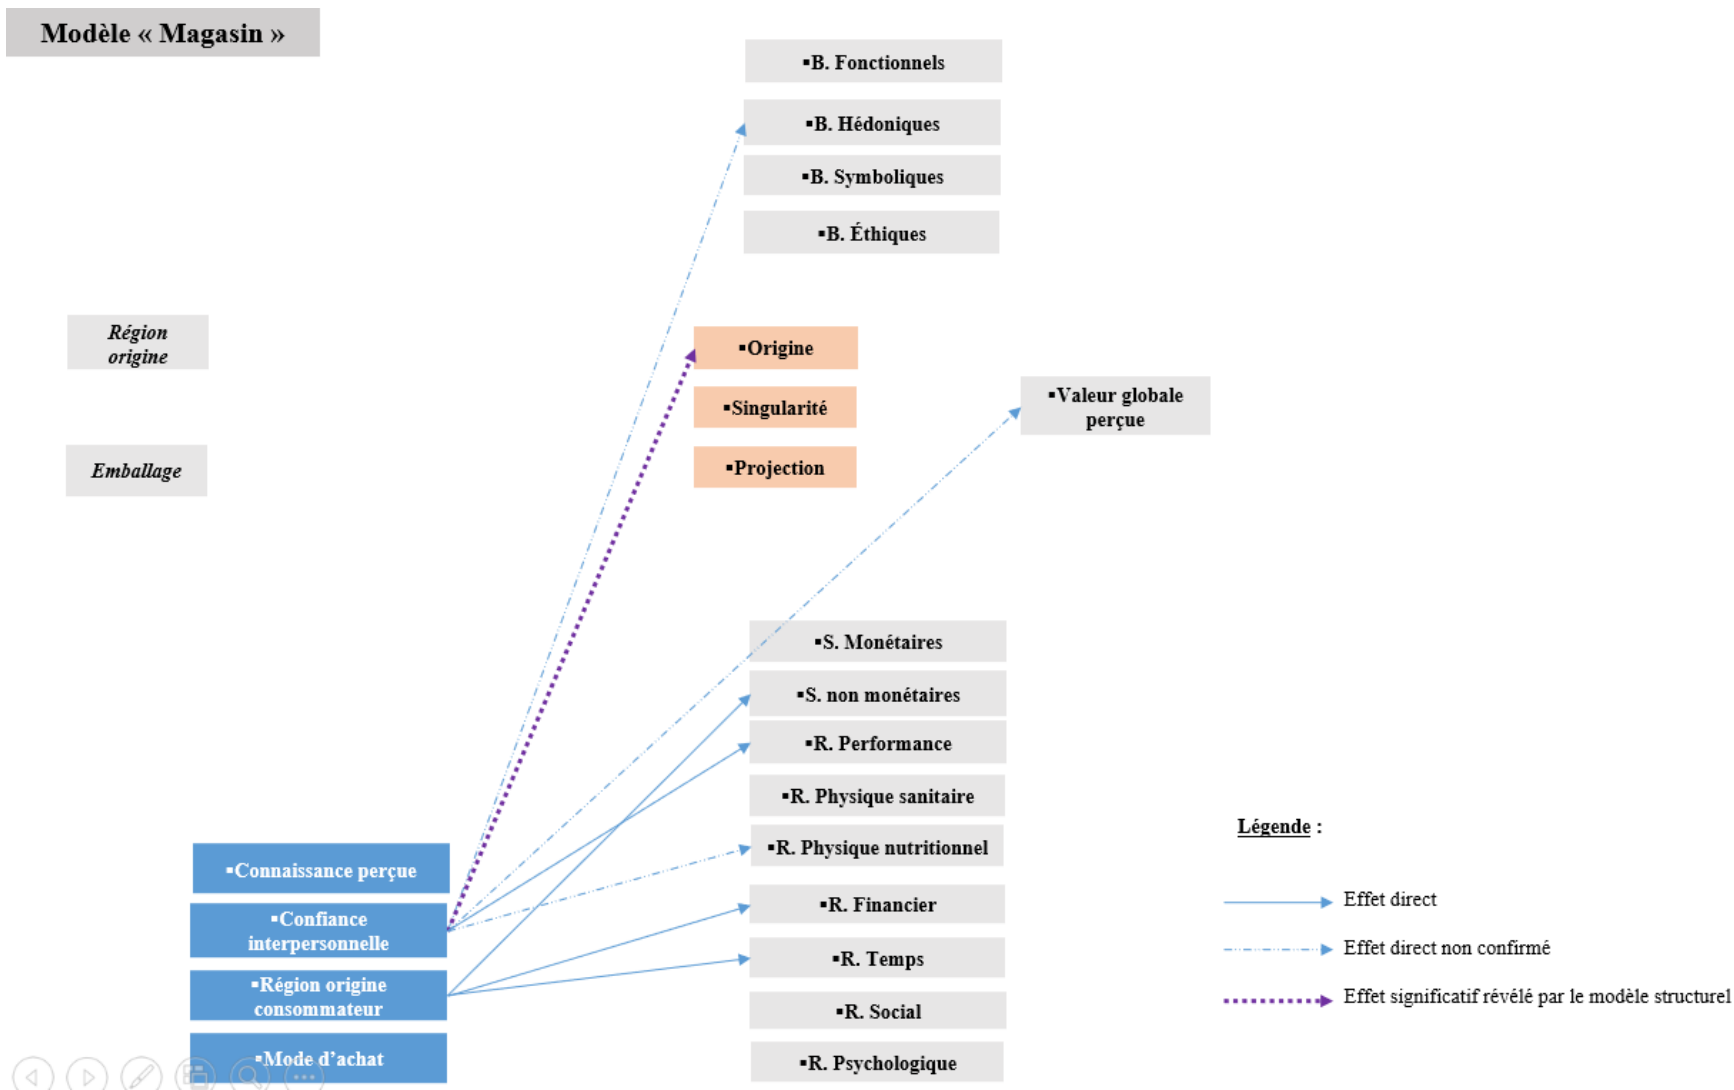 Modèle « Magasin »
▪B. Fonctionnels
▪B. Hédoniques
▪B. Symboliques
▪B. Éthiques
Région
origine
▪Origine
▪Singularité
▪Projection
▪Valeur globale
perçue
Emballage
▪S. Monétaires
▪S. non monétaires
▪R. Performance
▪R. Physique sanitaire
▪R. Physique nutritionnel
▪R. Financier
▪R. Temps
▪R. Social
▪R. Psychologique
▪Connaissance perçue
▪Confiance
interpersonnelle
▪Région origine
consommateur
▪Mode d’achat
Légende :
Effet direct
Effet direct non confirmé
Effet significatif révélé par le modèle structurel